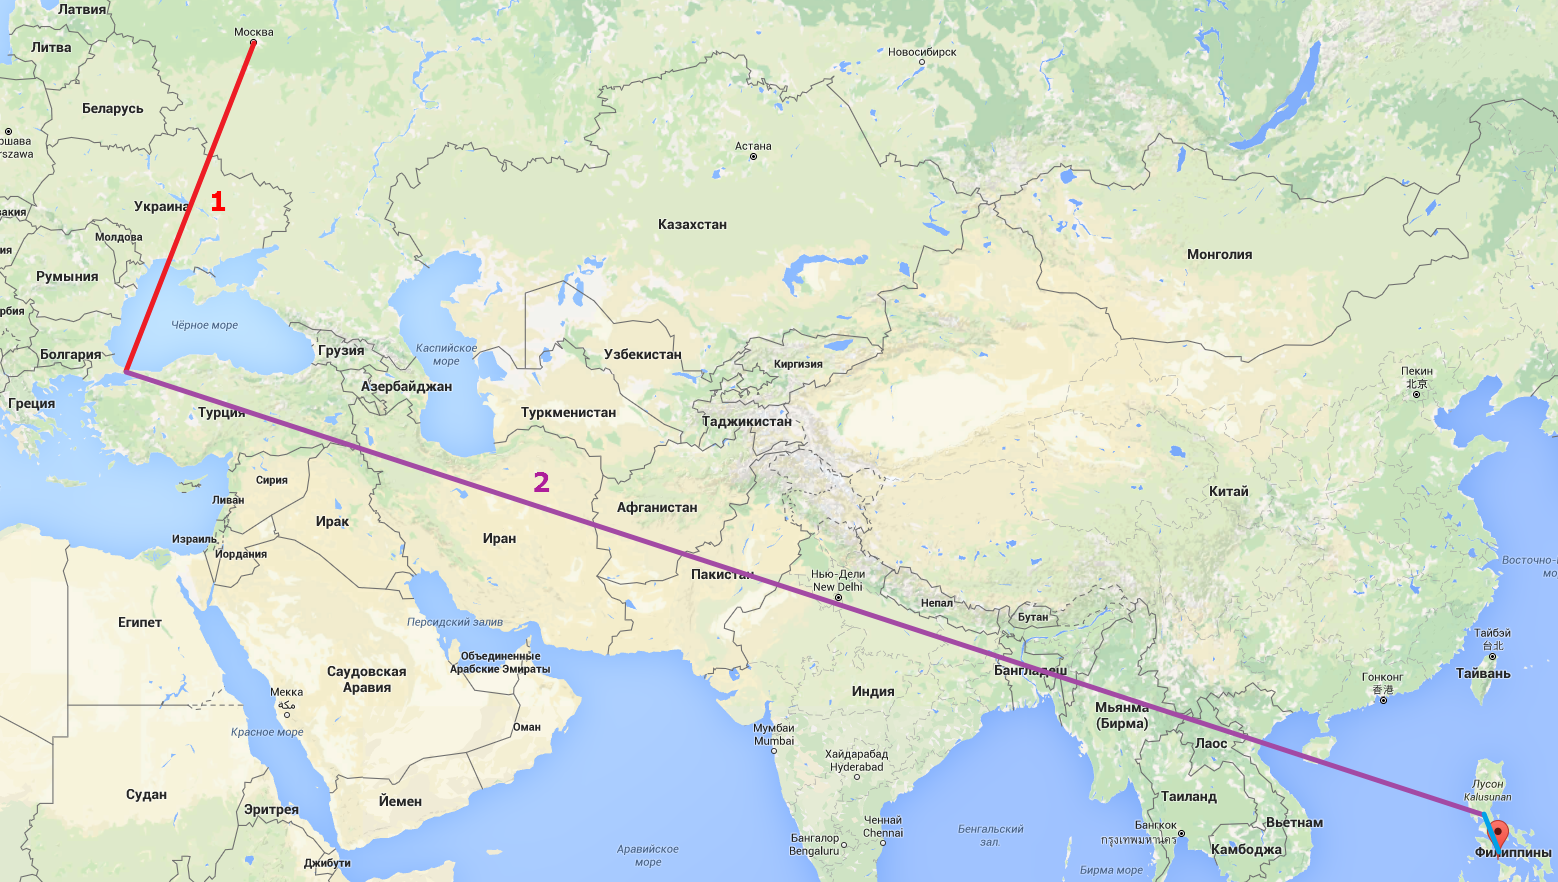 Латвия
Москва
Новосибирск
Литва
Беларусь
ршава
rszawa
Астана
Украина
1
акия
Казахстан
Молдова
ия
Монголия
Румыния
рбия
Чёрное море
Болгария
Грузия
Каспийское
море
Узбекистан
Киргизия
Пекин
北京
Азербайджан
Греция
Турция
Туркменистан
Таджикистан
Сирия
2
Китай
Ливан
Афганистан
Ирак
Израиль
Иордания
Иран
Восточно-
мо
Пакистан
Нью-Дели
New Delhi
Непал
Бутан
Египет
Персидский залив
Тайбэй
台北
Объединенные
Арабские Эмираты
Саудовская
Аравия
Бангладеш
Тайвань
Гонконг
香港
Мекка
مكة
Индия
Мьянма
(Бирма)
Оман
Красное море
Мумбаи
Mumbai
Лаос
Хайдарабад
Hyderabad
Лусон
Kalusunan
Судан
Эритрея
Йемен
Таиланд
Ченнай
Chennai
Бангкок
กรุงเทพมหานคร
Вьетнам
Бангалор
Bengaluru
Бенгальский
зал.
Камбоджа
Филиппины
Джибути
Аравийское
море
Бирма море